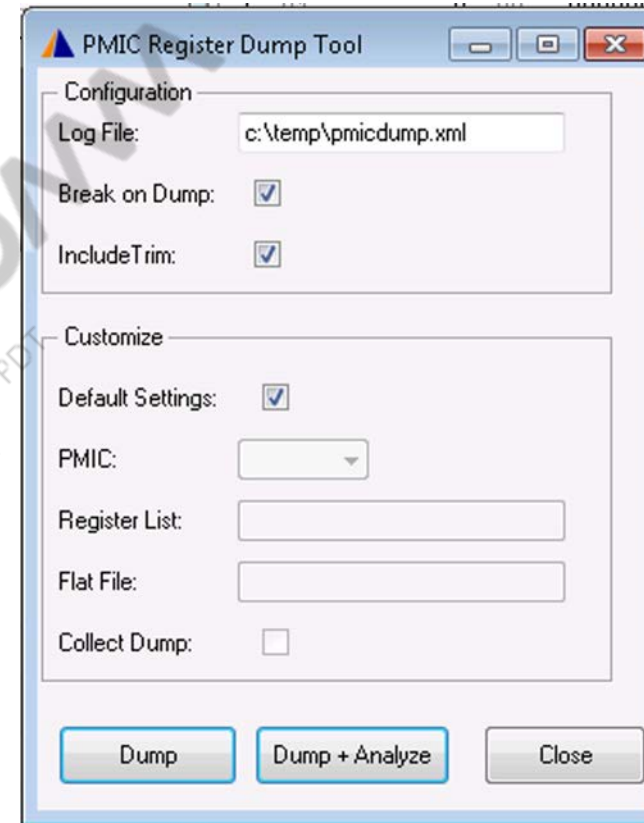 PMIC Register Dump Tool
Configuration
Log File: c:\temp\pmicdump.xml
Break on Dump:
IncludeTrim:
Customize
Default Settings:
PMIC:
Register List:
Flat File:
Collect Dump:
Dump Dump + Analyze Close
PDT